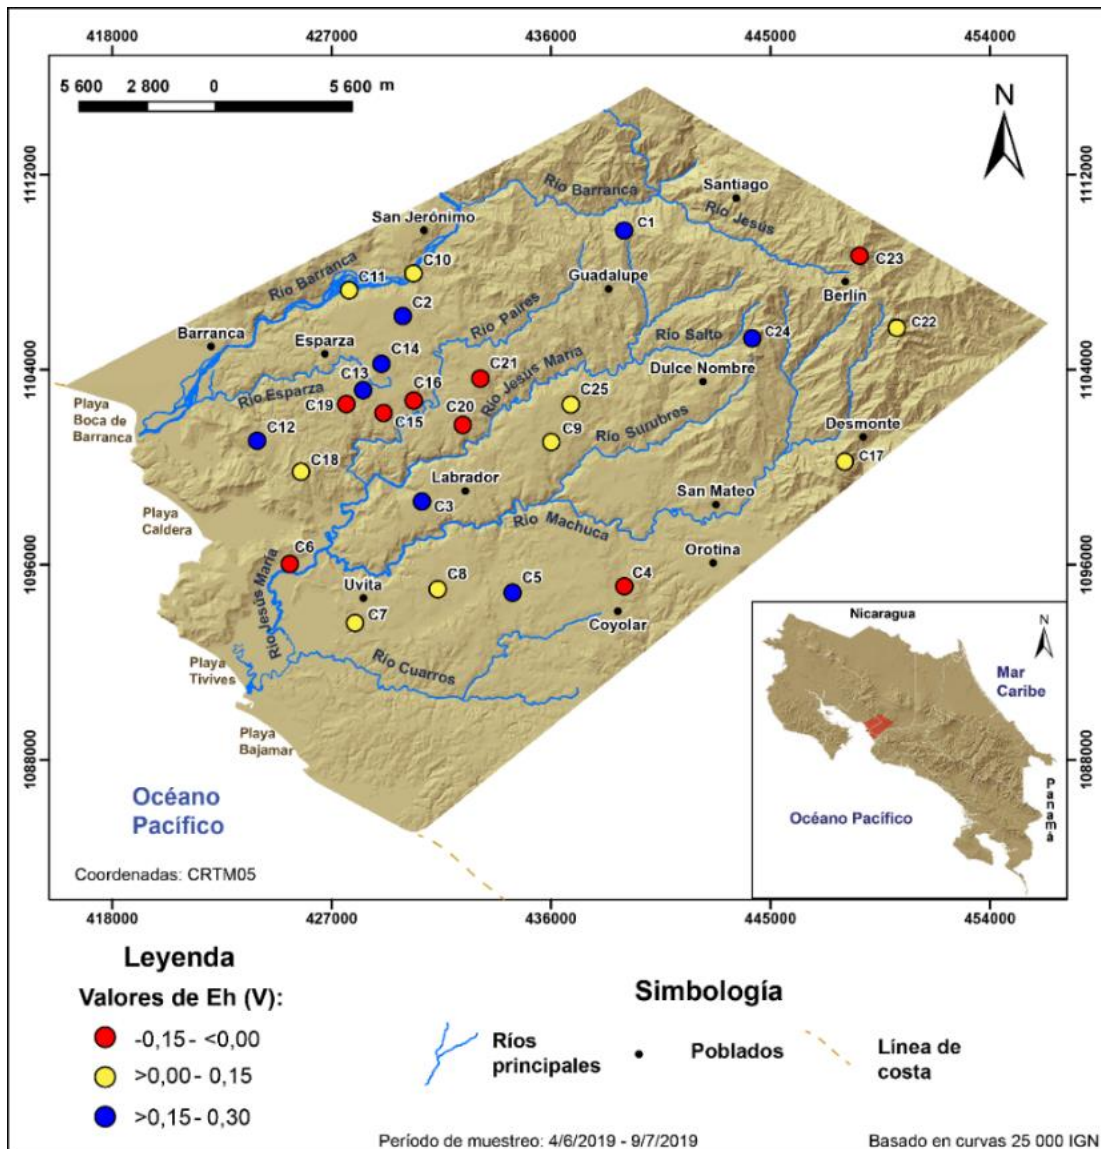 418000 427000 436000 445000 454000
5 600 2 800 0 5 600 m
N
1112000
1112000
Río Barranca
Santiago
Río Jesús
San Jerónimo
C1
C23
C10
Río Barranca
C11
Guadalupe
Berlín
C2
Río Paires
C22
Barranca
Esparza
Río Salto
C24
C14
1104000
1104000
C13
C21
Río Jesús María
Dulce Nombre
C16
Río Esparza
C19
C15
C25
Playa
Boca de
Barranca
C20
Río Surubres
Desmonte
C12
C9
C18
C17
Labrador
San Mateo
C3
Playa
Caldera
Río Machuca
Orotina
C6
1096000
1096000
C8
C5
C4
Uvita
Río Jesús María
C7
Coyolar
Río Cuarros
Playa
Tivives
Playa
Bajamar
Nicaragua
N
Mar
Caribe
Panamá
Océano Pacífico
1088000
1088000
Océano
Pacífico
Coordenadas: CRTM05
418000 427000 436000 445000 454000
Leyenda
Valores de Eh (V):
-0,15 - <0,00
>0,00 - 0,15
>0,15 - 0,30
Simbología
Ríos
principales
Poblados
Línea de
costa
Período de muestreo: 4/6/2019 - 9/7/2019
Basado en curvas 25 000 IGN